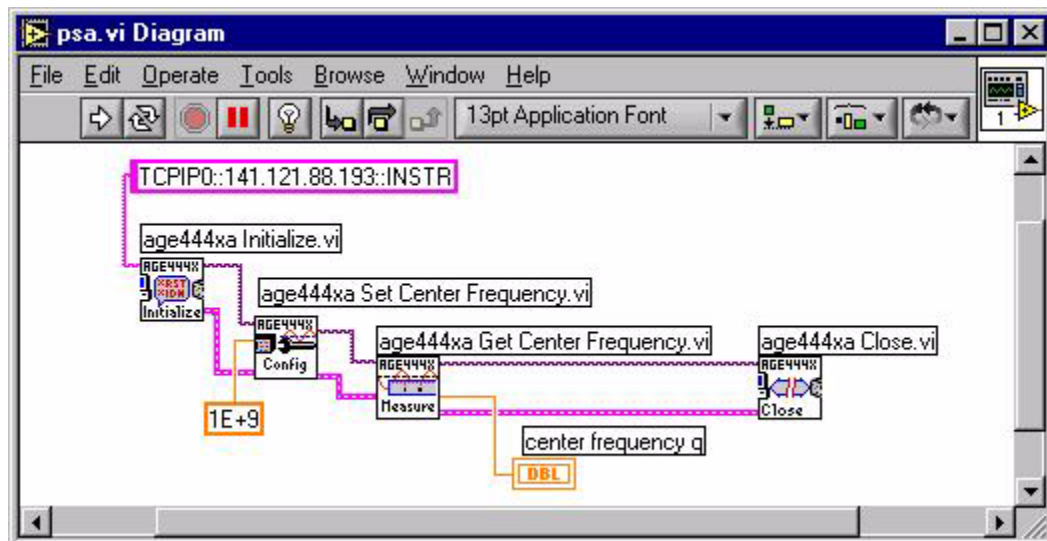 psa.vi Diagram
File Edit Operate Tools Browse Window Help
13pt Application Font
1
TCPIP0::141.121.88.193::INSTR
age444xa Initialize.vi
AGE444X
*RST
*IDN
Initialize
age444xa Set Center Frequency.vi
AGE444X
Config
1E+9
age444xa Get Center Frequency.vi
AGE444X
Measure
age444xa Close.vi
AGE444X
Close
center frequency q
DBL